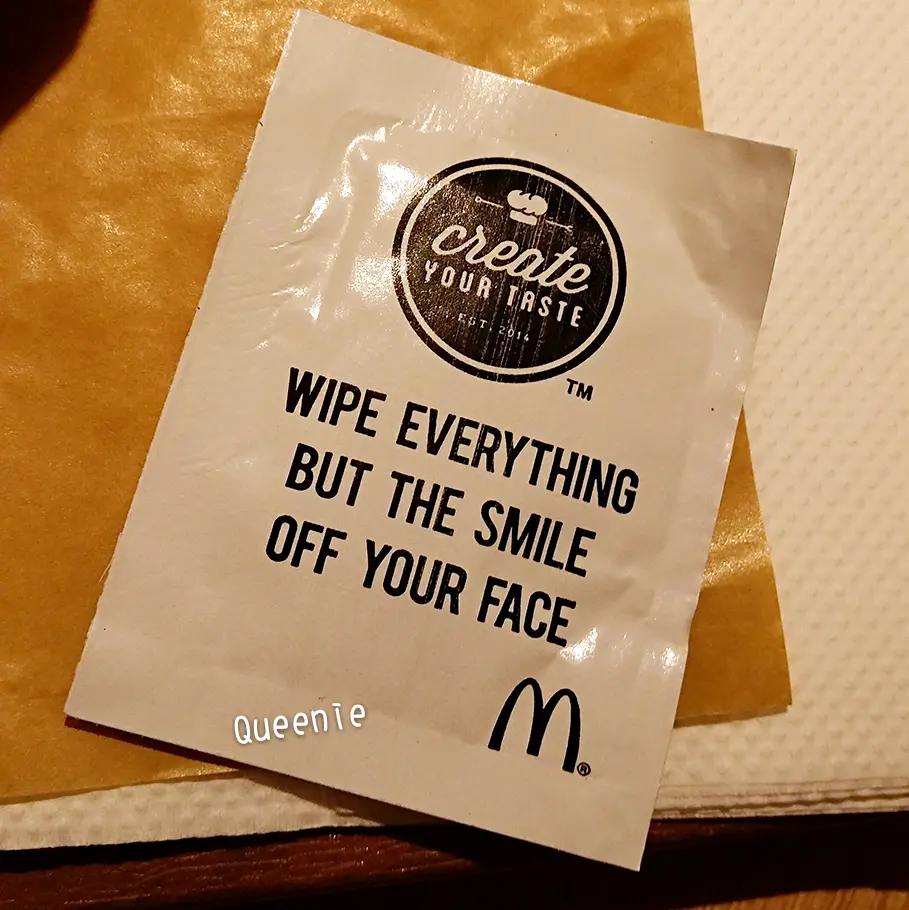 create
YOUR TASTE
EST. 2014
TM
WIPE EVERYTHING
BUT THE SMILE
OFF YOUR FACE
Queenie
M®